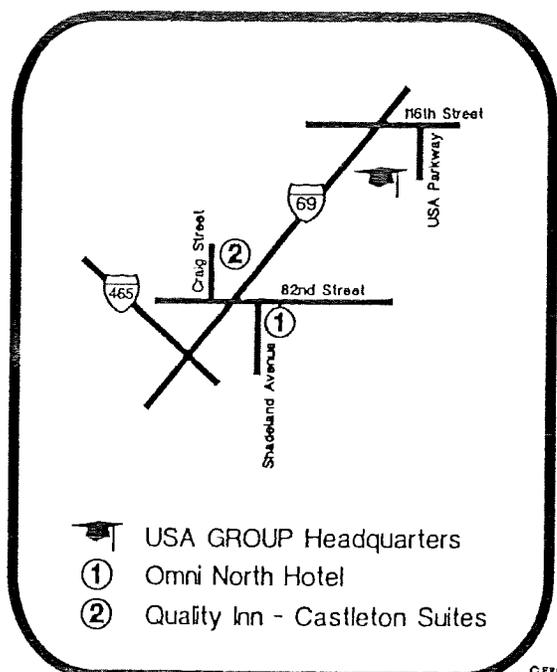 116th Street
USA Parkway
69
Craig Street
2
465
82nd Street
1
Shadeland Avenue
USA GROUP Headquarters
1 Omni North Hotel
2 Quality Inn - Castleton Suites